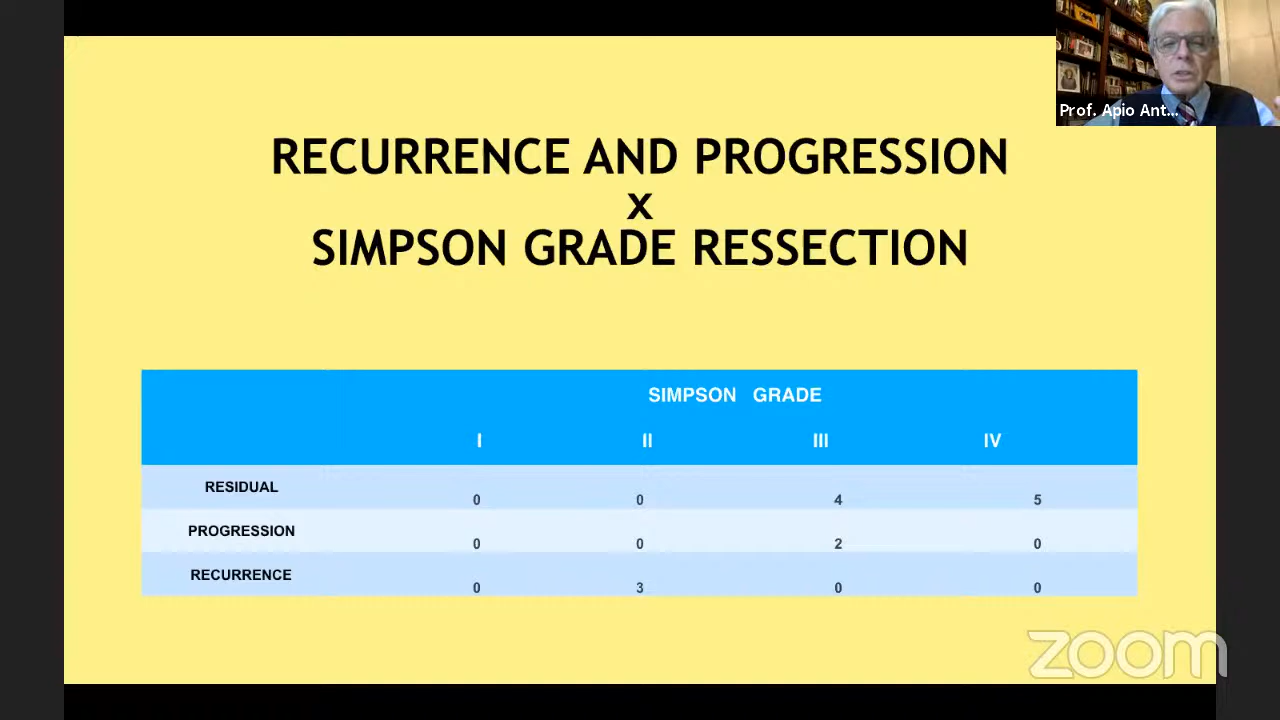 Prof. Apio Ant...
RECURRENCE AND PROGRESSION
x
SIMPSON GRADE RESSECTION
SIMPSON GRADE
I II III IV
RESIDUAL 0 0 4 5
PROGRESSION 0 0 2 0
RECURRENCE 0 3 0 0
zoom